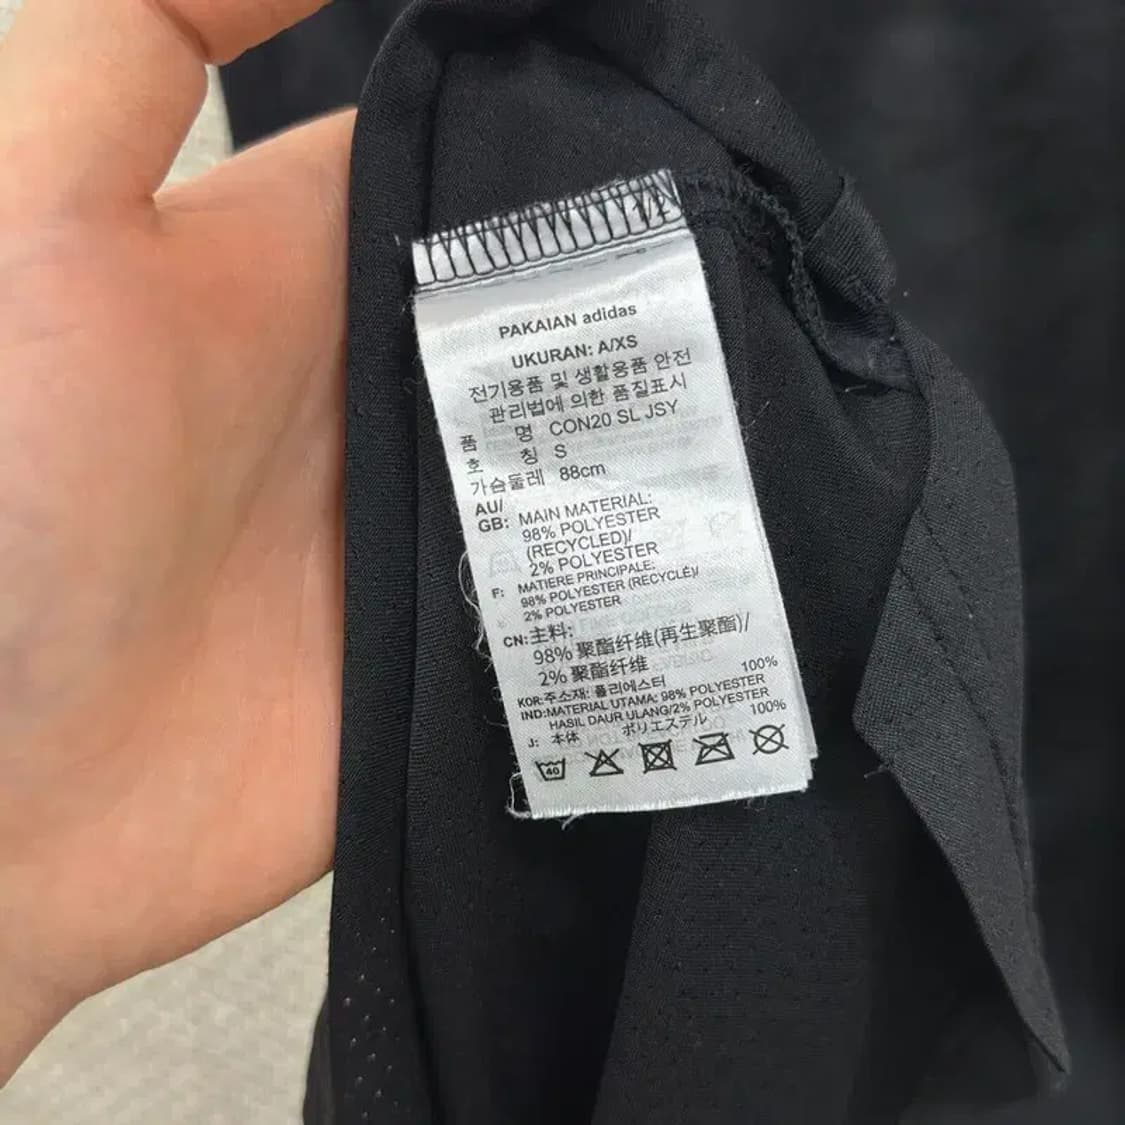 1/2
PAKAIAN adidas
UKURAN: A/XS
전기용품 및 생활용품 안전
관리법에 의한 품질표시
품 명 CON20 SL JSY
호 칭 S
가슴둘레 88cm
AU/
GB: MAIN MATERIAL:
98% POLYESTER
(RECYCLED)/
2% POLYESTER
F: MATIERE PRINCIPALE:
98% POLYESTER (RECYCLÉ)/
2% POLYESTER
CN:主料:
98% 聚酯纤维(再生聚酯)/
2% 聚酯纤维
KOR:주소재: 폴리에스터 100%
IND:MATERIAL UTAMA: 98% POLYESTER
HASIL DAUR ULANG/2% POLYESTER
J: 本体 ポリエステル 100%
40